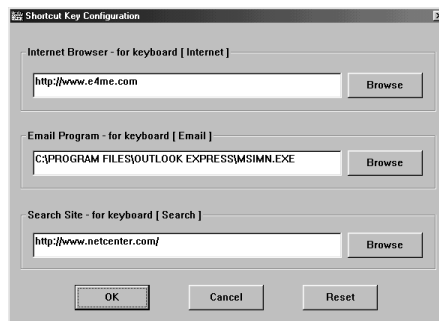 Shortcut Key Configuration
Internet Browser - for keyboard [ Internet ]
http://www.e4me.com
Browse
Email Program - for keyboard [ Email ]
C:\PROGRAM FILES\OUTLOOK EXPRESS\MSIMN.EXE
Browse
Search Site - for keyboard [ Search ]
http://www.netcenter.com/
Browse
OK Cancel Reset